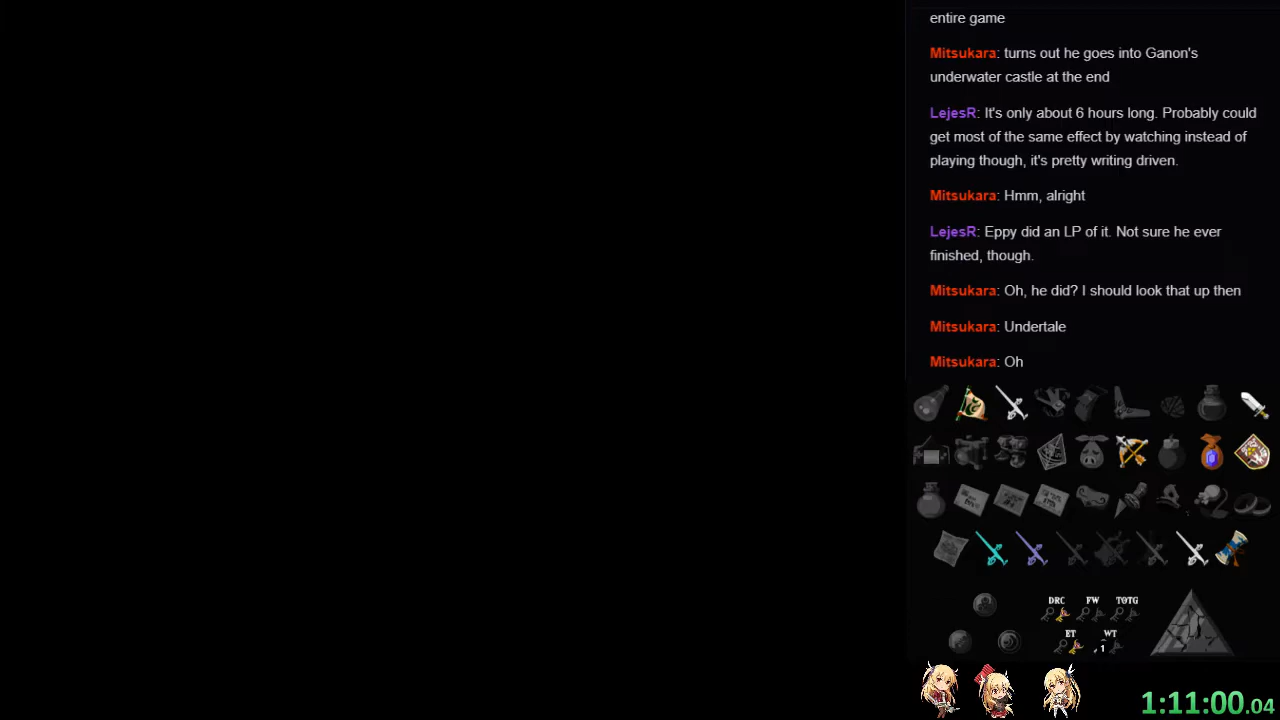 entire game
Mitsukara: turns out he goes into Ganon's
underwater castle at the end
LejesR: It's only about 6 hours long. Probably could
get most of the same effect by watching instead of
playing though, it's pretty writing driven.
Mitsukara: Hmm, alright
LejesR: Eppy did an LP of it. Not sure he ever
finished, though.
Mitsukara: Oh, he did? I should look that up then
Mitsukara: Undertale
Mitsukara: Oh
DRC FW TOTG
ET WT
1
1:11:00.04